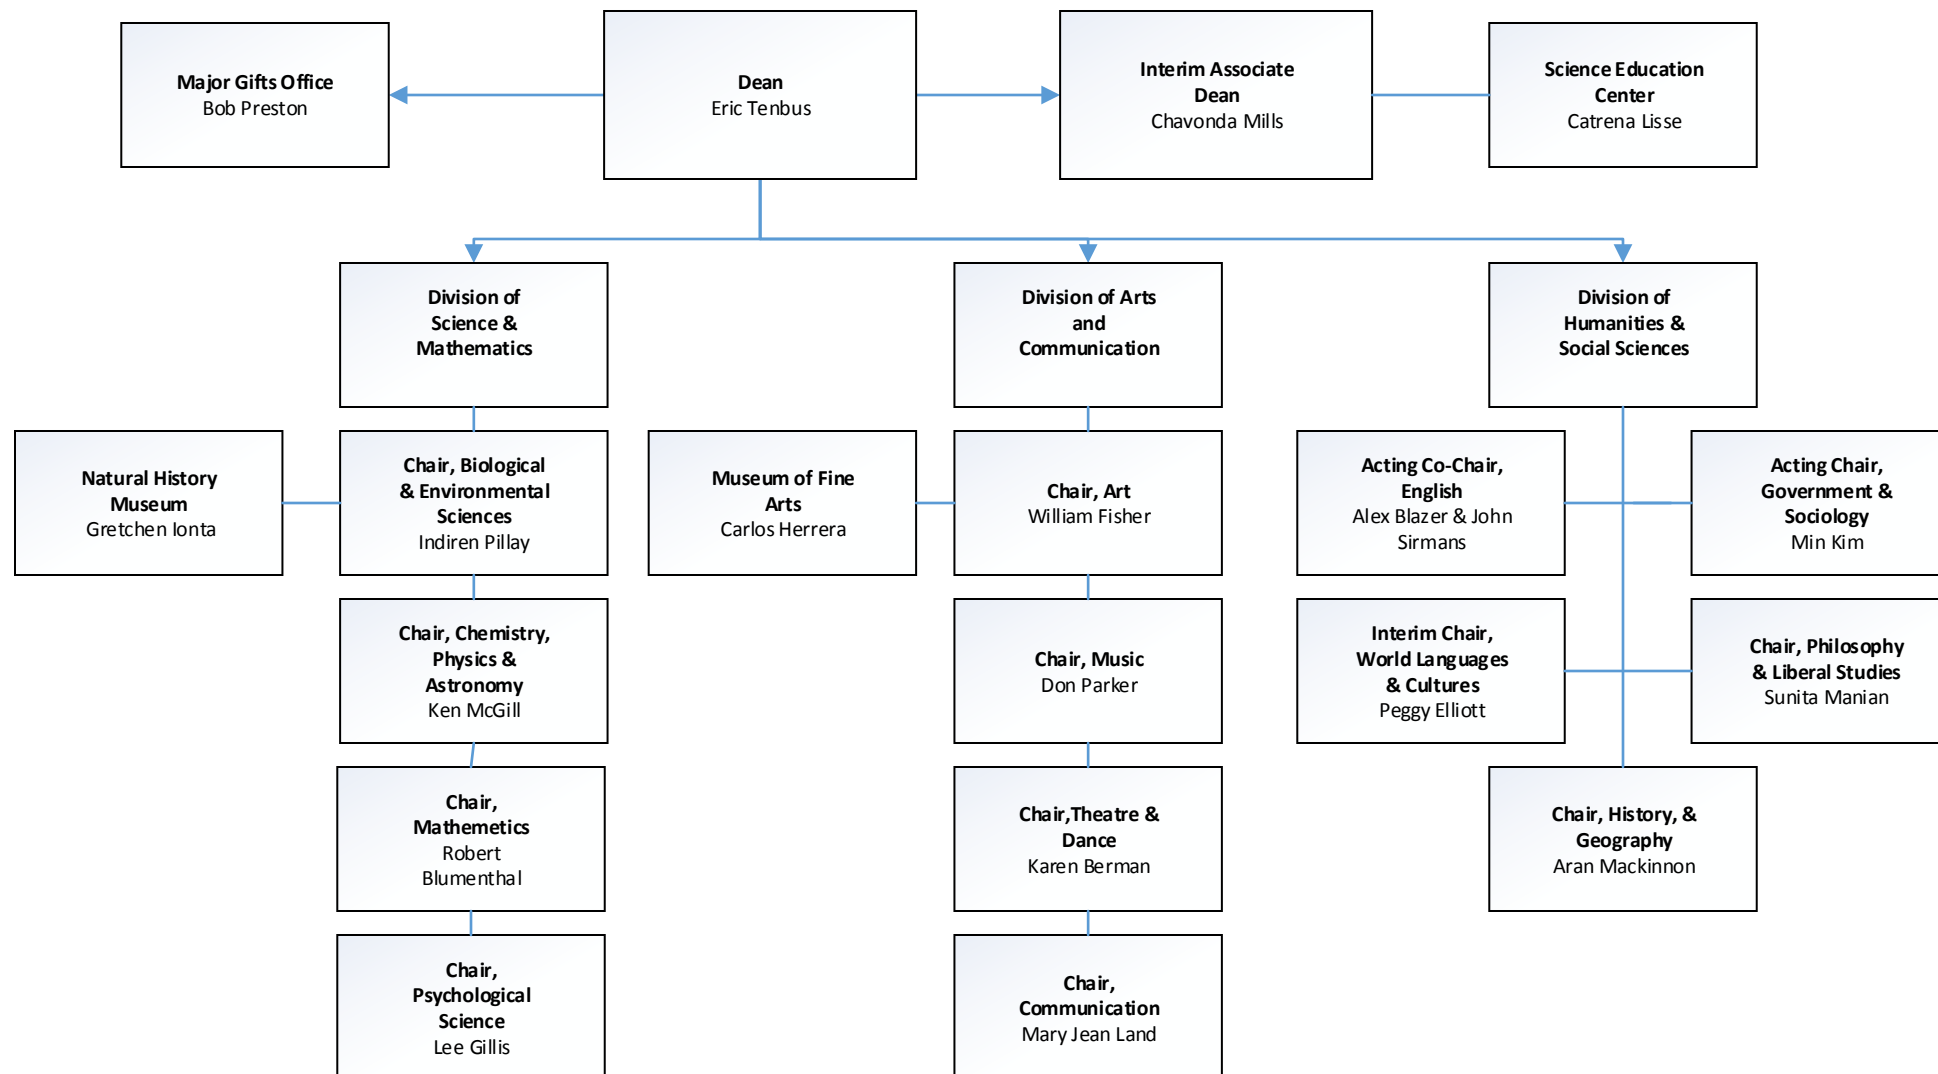 Major Gifts Office
Bob Preston
Dean
Eric Tenbus
Interim Associate
Dean
Chavonda Mills
Science Education
Center
Catrena Lisse
Division of
Science &
Mathematics
Division of Arts
and
Communication
Division of
Humanities &
Social Sciences
Natural History
Museum
Gretchen Ionta
Chair, Biological
& Environmental
Sciences
Indiren Pillay
Museum of Fine
Arts
Carlos Herrera
Chair, Art
William Fisher
Acting Co-Chair,
English
Alex Blazer & John
Sirmans
Acting Chair,
Government &
Sociology
Min Kim
Chair, Chemistry,
Physics &
Astronomy
Ken McGill
Chair, Music
Don Parker
Interim Chair,
World Languages
& Cultures
Peggy Elliott
Chair, Philosophy
& Liberal Studies
Sunita Manian
Chair,
Mathemetics
Robert
Blumenthal
Chair,Theatre &
Dance
Karen Berman
Chair, History, &
Geography
Aran Mackinnon
Chair,
Psychological
Science
Lee Gillis
Chair,
Communication
Mary Jean Land